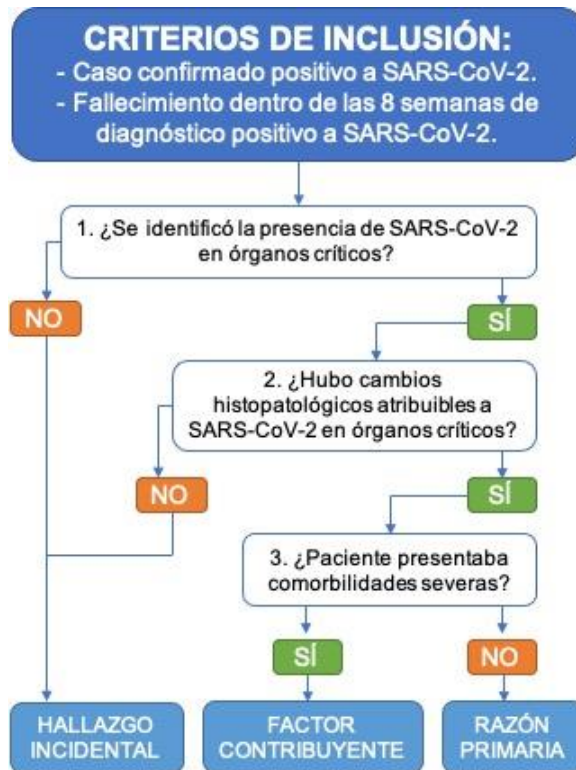 CRITERIOS DE INCLUSIÓN:
- Caso confirmado positivo a SARS-CoV-2.
- Fallecimiento dentro de las 8 semanas de
diagnóstico positivo a SARS-CoV-2.
1. ¿Se identificó la presencia de SARS-CoV-2
en órganos críticos?
NO
SÍ
2. ¿Hubo cambios
histopatológicos atribuibles a
SARS-CoV-2 en órganos críticos?
NO
SÍ
3. ¿Paciente presentaba
comorbilidades severas?
SÍ
NO
HALLAZGO
INCIDENTAL
FACTOR
CONTRIBUYENTE
RAZÓN
PRIMARIA